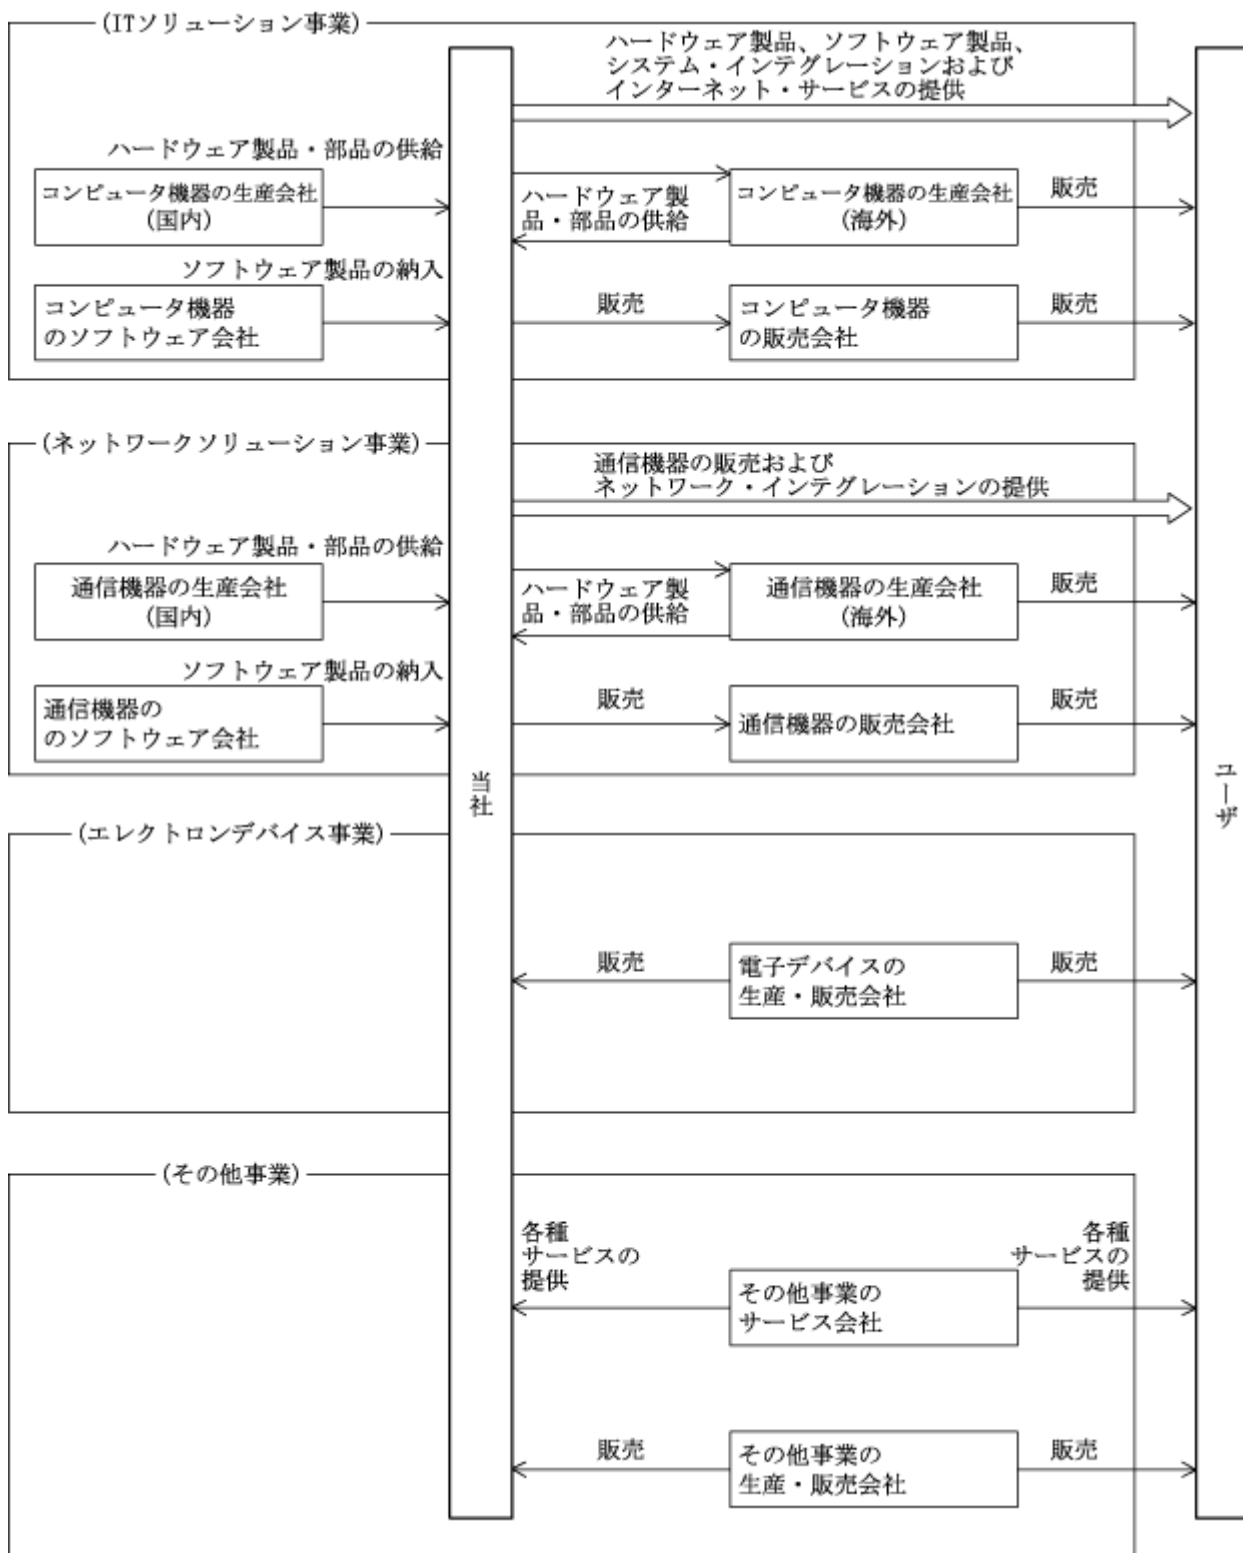 (ITソリューション事業)
ハードウェア製品、ソフトウェア製品、
システム・インテグレーションおよび
インターネット・サービスの提供
ハードウェア製品・部品の供給
コンピュータ機器の生産会社
(国内)
ハードウェア製
品・部品の供給
コンピュータ機器の生産会社
(海外)
販売
ソフトウェア製品の納入
コンピュータ機器
のソフトウェア会社
販売
コンピュータ機器
の販売会社
販売
(ネットワークソリューション事業)
通信機器の販売および
ネットワーク・インテグレーションの提供
ハードウェア製品・部品の供給
通信機器の生産会社
(国内)
ハードウェア製
品・部品の供給
通信機器の生産会社
(海外)
販売
ソフトウェア製品の納入
通信機器の
のソフトウェア会社
販売
通信機器の販売会社
販売
当社
ユーザ
(エレクトロンデバイス事業)
販売
電子デバイスの
生産・販売会社
販売
(その他事業)
各種
サービスの
提供
その他事業の
サービス会社
各種
サービスの
提供
販売
その他事業の
生産・販売会社
販売